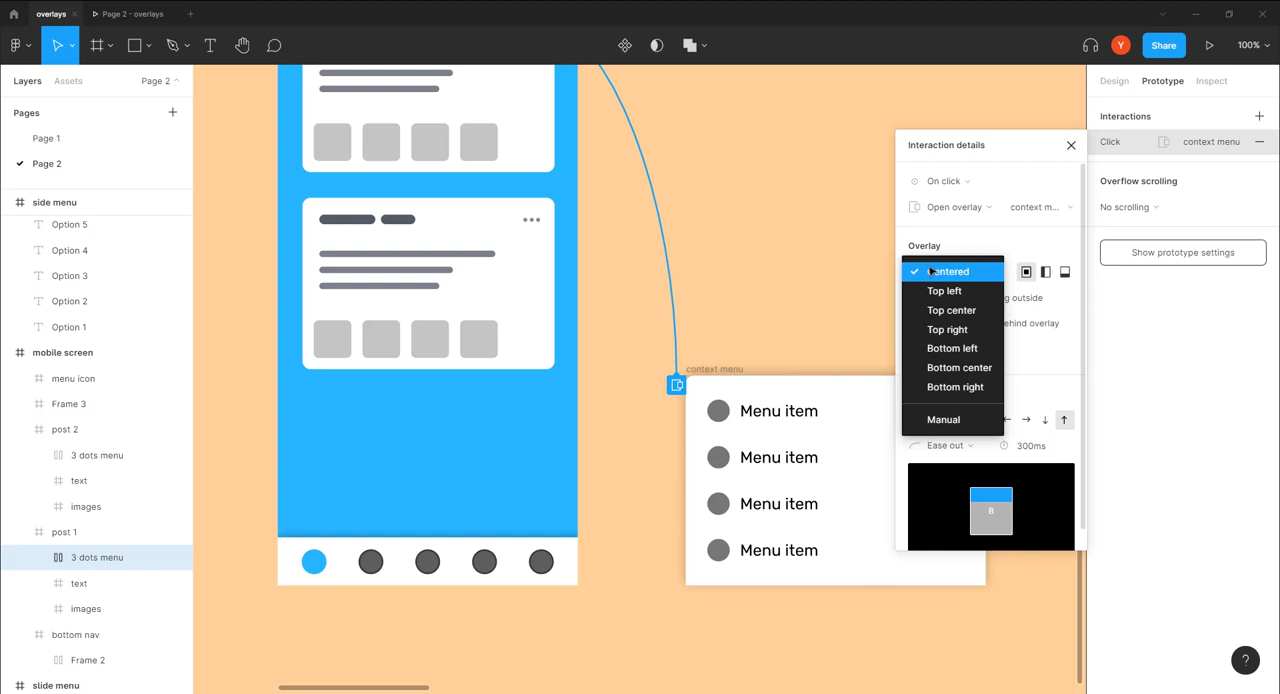 overlays
Page 2 - overlays
Y
Share
100%
Layers
Assets
Page 2
Pages
Page 1
Page 2
side menu
Option 5
Option 4
Option 3
Option 2
Option 1
mobile screen
menu icon
Frame 3
post 2
3 dots menu
text
images
post 1
3 dots menu
text
images
bottom nav
Frame 2
slide menu
context menu
Menu item
Menu item
Menu item
Menu item
Interaction details
On click
Open overlay
context m...
Overlay
Centered
Top left
Top center
Top right
Bottom left
Bottom center
Bottom right
Manual
g outside
ehind overlay
Ease out
300ms
B
Design
Prototype
Inspect
Interactions
Click
context menu
Overflow scrolling
No scrolling
Show prototype settings
?